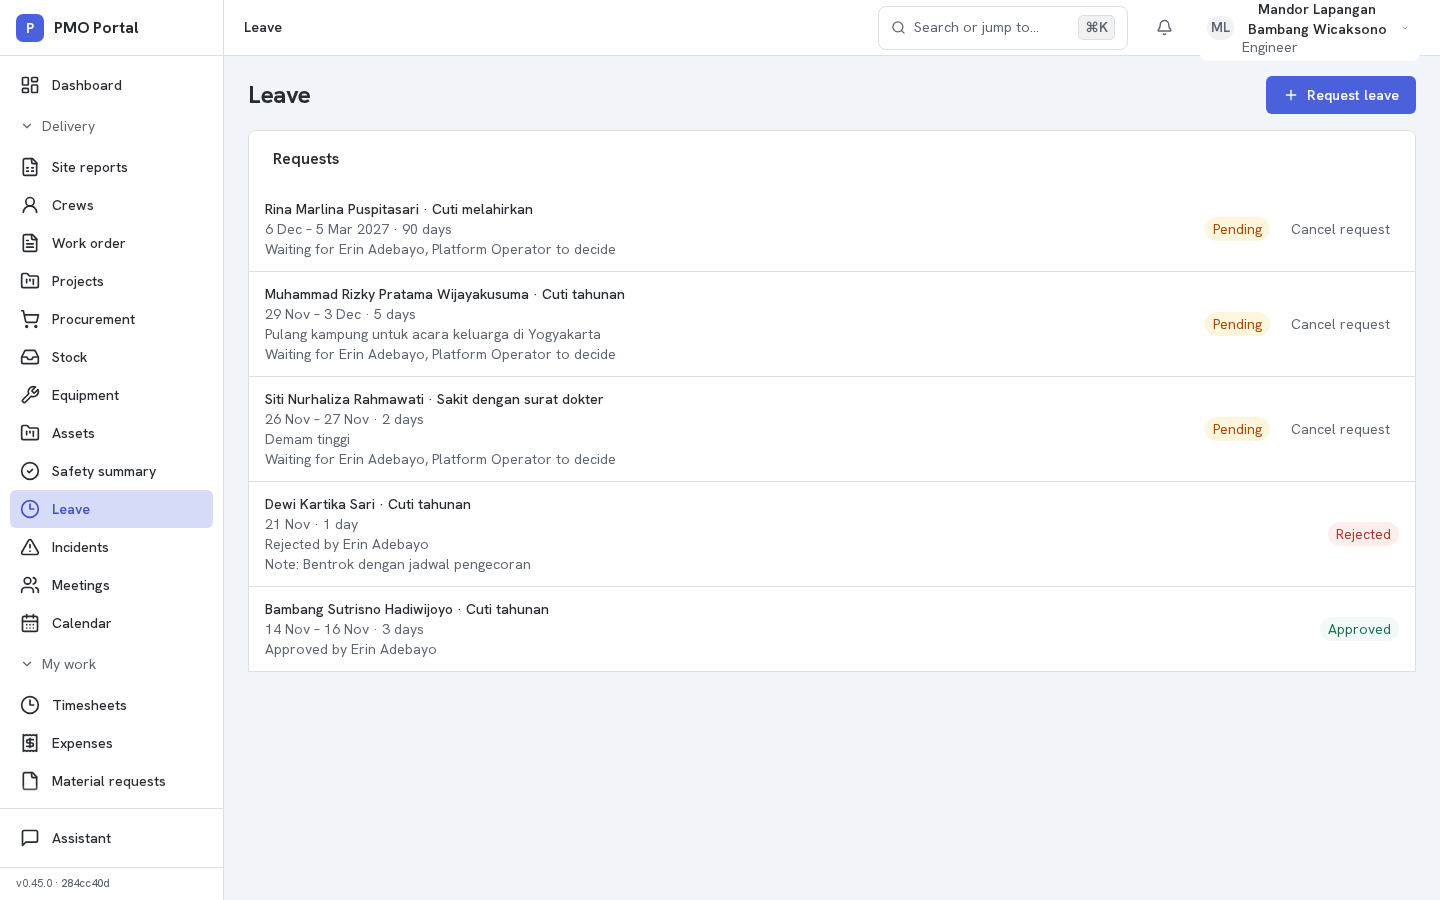 P PMO Portal
Leave
Search or jump to...
⌘K
ML
Mandor Lapangan
Bambang Wicaksono
Engineer
Dashboard
Delivery
Site reports
Crews
Work order
Projects
Procurement
Stock
Equipment
Assets
Safety summary
Leave
Incidents
Meetings
Calendar
My work
Timesheets
Expenses
Material requests
Assistant
v0.45.0 · 284cc40d
Leave
Request leave
Requests
Rina Marlina Puspitasari · Cuti melahirkan
6 Dec – 5 Mar 2027 · 90 days
Waiting for Erin Adebayo, Platform Operator to decide
Pending
Cancel request
Muhammad Rizky Pratama Wijayakusuma · Cuti tahunan
29 Nov – 3 Dec · 5 days
Pulang kampung untuk acara keluarga di Yogyakarta
Waiting for Erin Adebayo, Platform Operator to decide
Pending
Cancel request
Siti Nurhaliza Rahmawati · Sakit dengan surat dokter
26 Nov – 27 Nov · 2 days
Demam tinggi
Waiting for Erin Adebayo, Platform Operator to decide
Pending
Cancel request
Dewi Kartika Sari · Cuti tahunan
21 Nov · 1 day
Rejected by Erin Adebayo
Note: Bentrok dengan jadwal pengecoran
Rejected
Bambang Sutrisno Hadiwijoyo · Cuti tahunan
14 Nov – 16 Nov · 3 days
Approved by Erin Adebayo
Approved